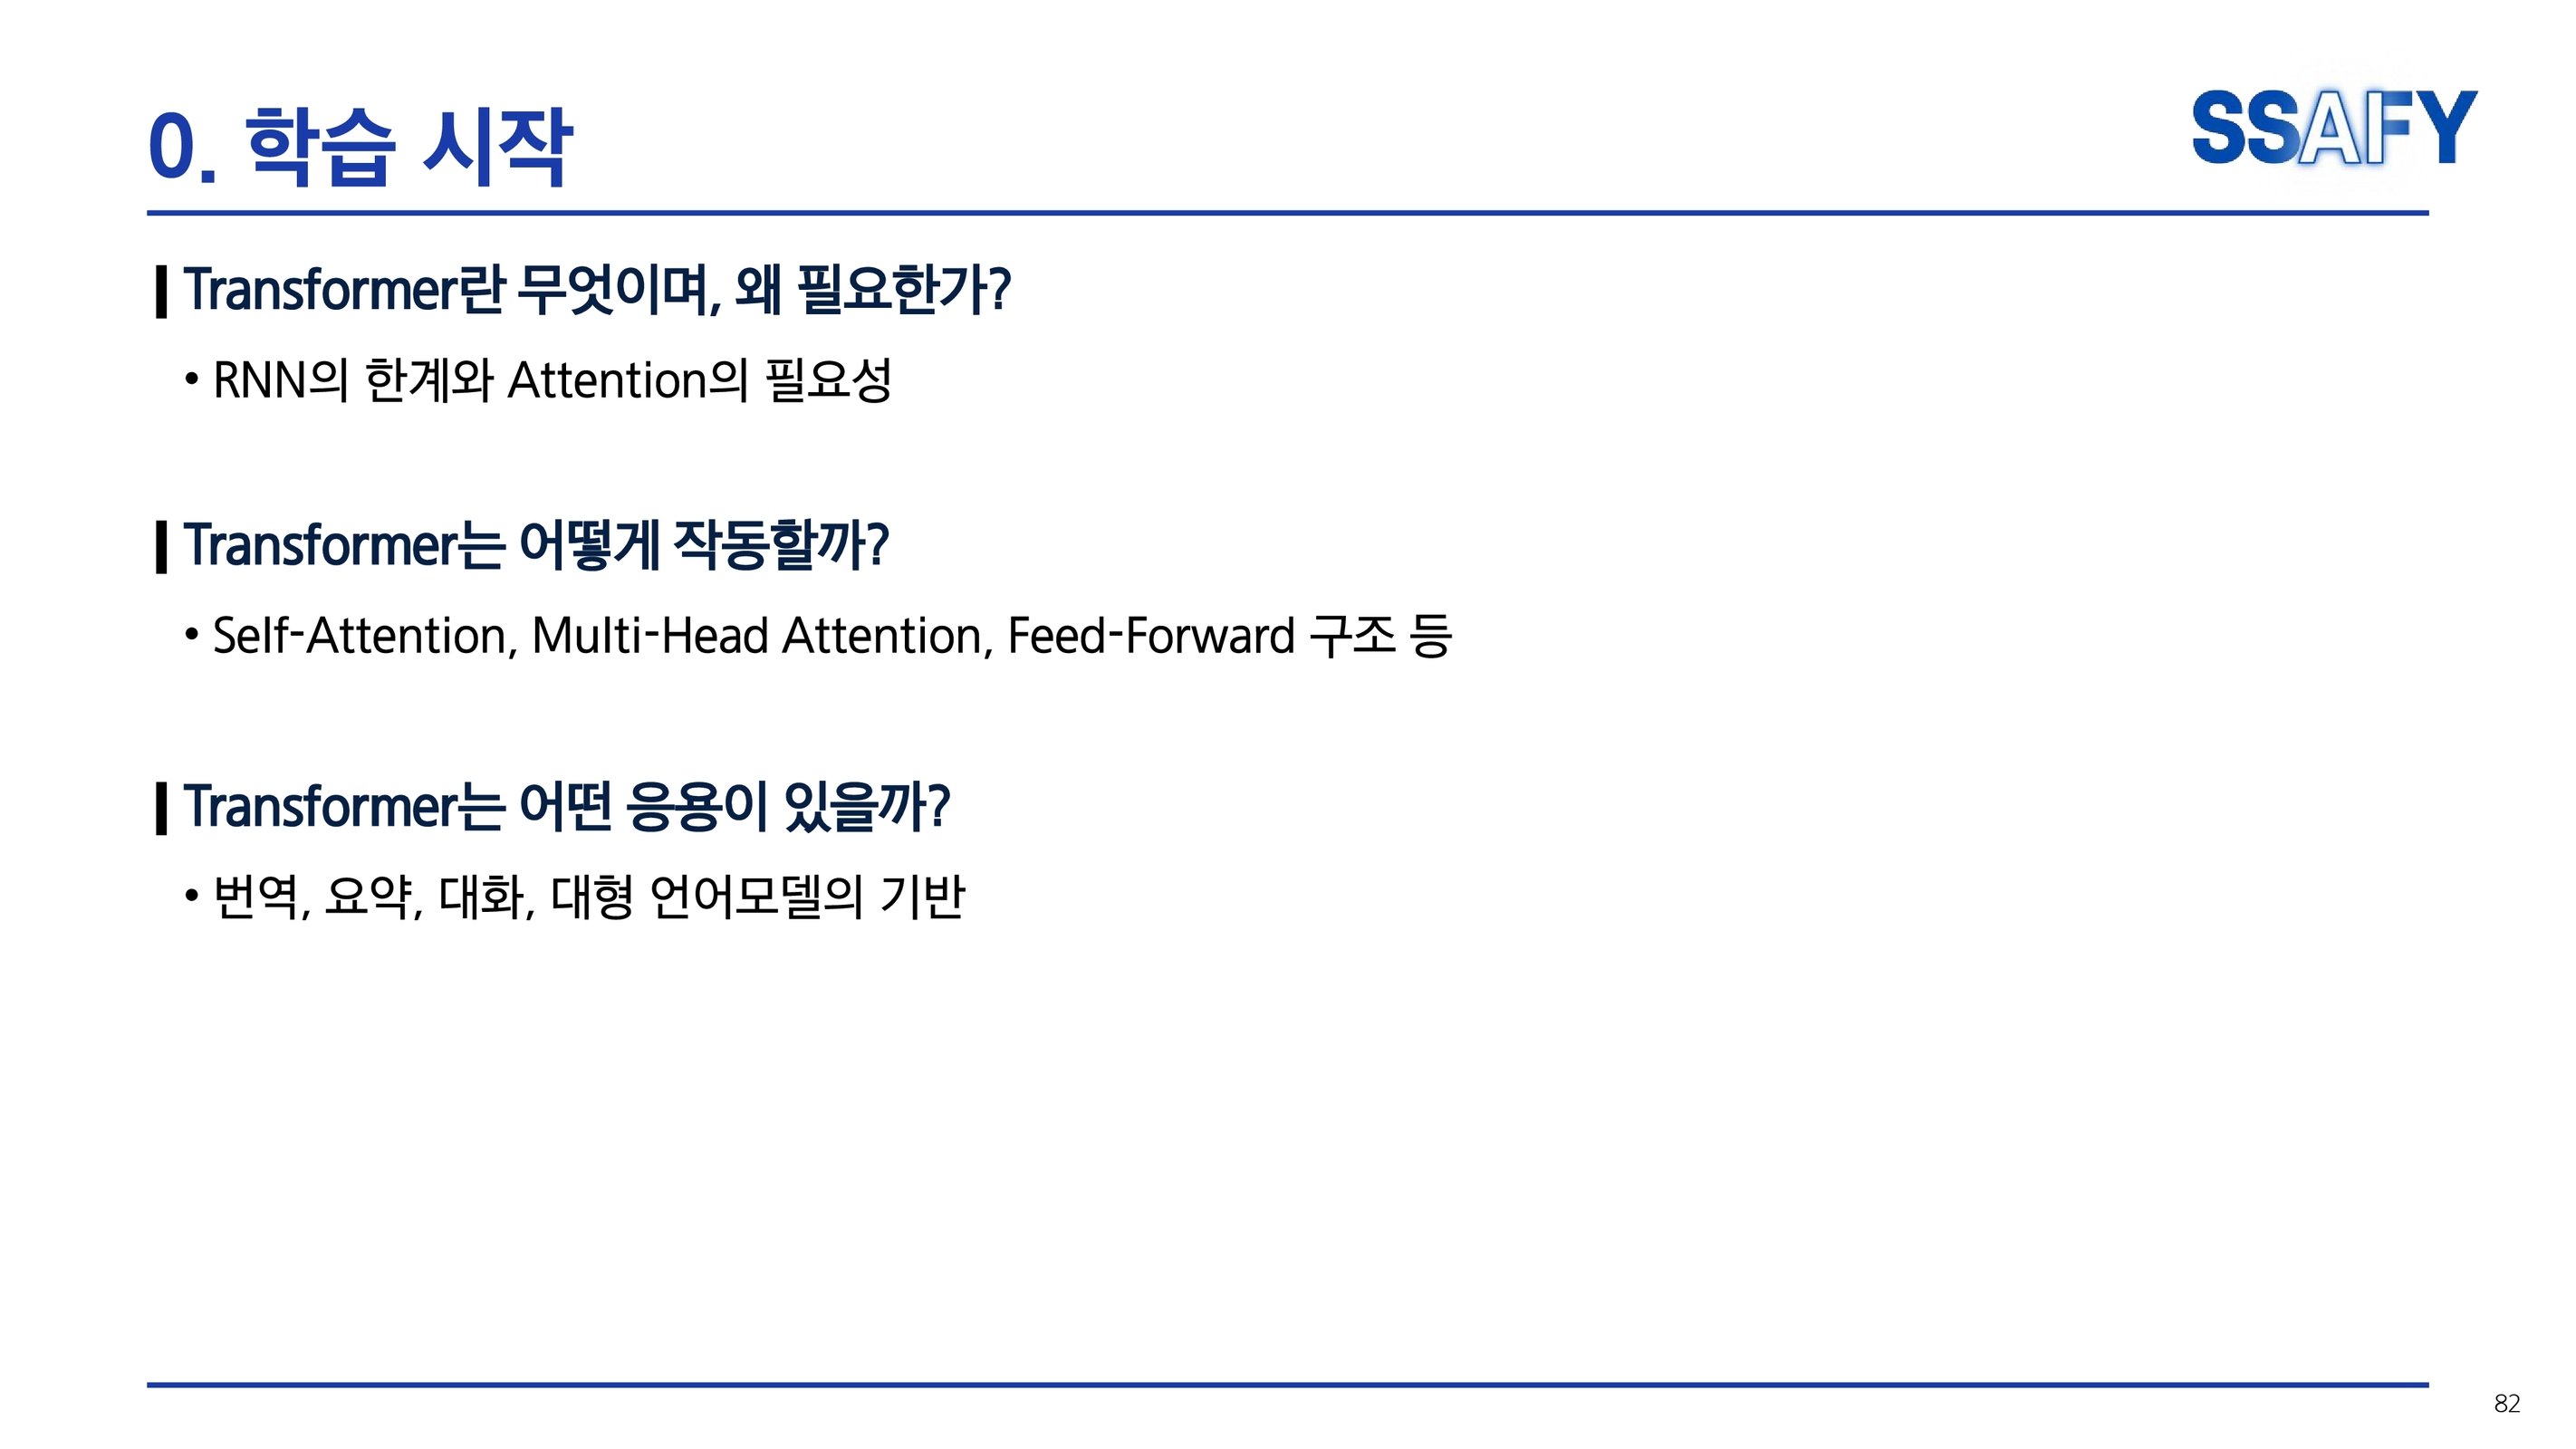 0. 학습 시작
SSAFY
Transformer란 무엇이며, 왜 필요한가?
• RNN의 한계와 Attention의 필요성
Transformer는 어떻게 작동할까?
• Self-Attention, Multi-Head Attention, Feed-Forward 구조 등
Transformer는 어떤 응용이 있을까?
• 번역, 요약, 대화, 대형 언어모델의 기반
82